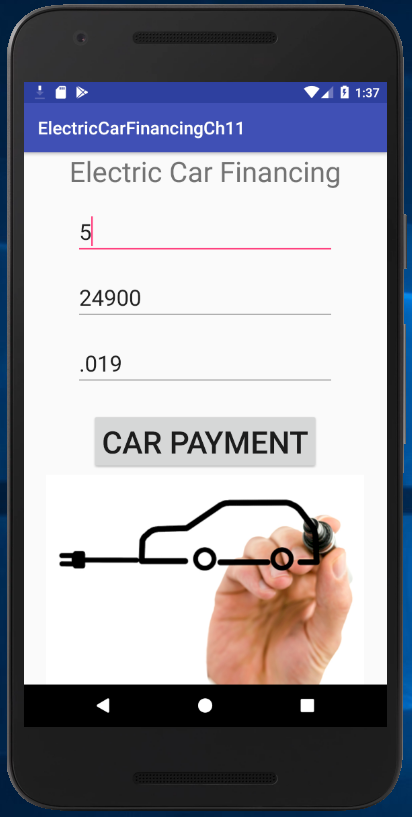 1:37
ElectricCarFinancingCh11
Electric Car Financing
5
24900
.019
CAR PAYMENT